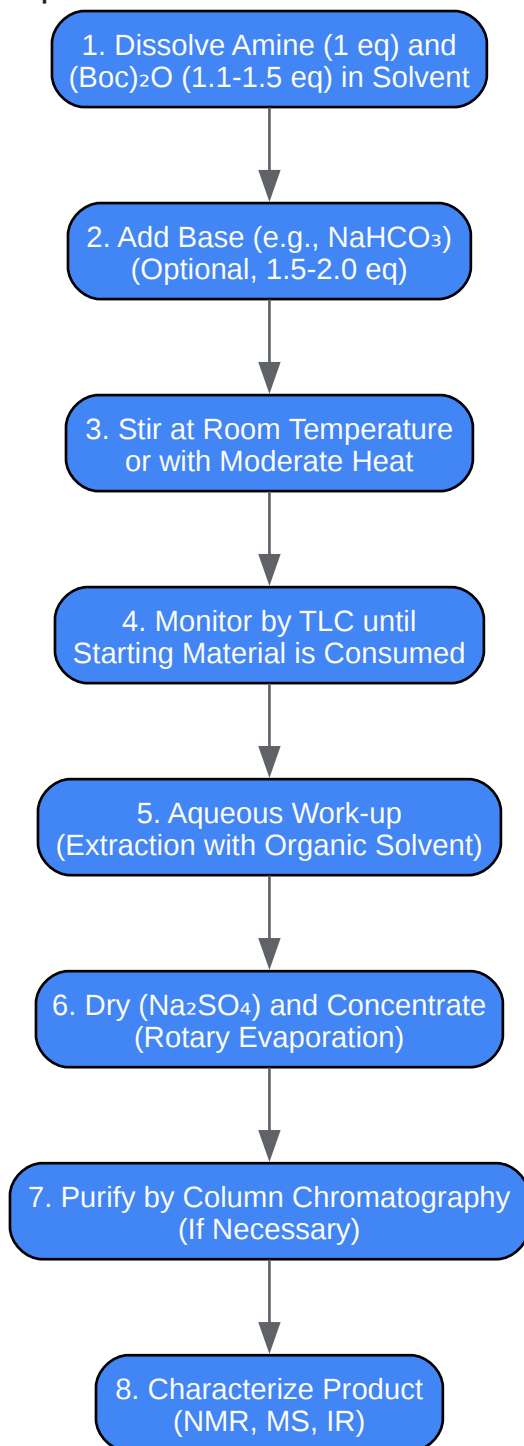 1. Dissolve Amine (1 eq) and
(Boc)₂O (1.1-1.5 eq) in Solvent
2. Add Base (e.g., NaHCO₃)
(Optional, 1.5-2.0 eq)
3. Stir at Room Temperature
or with Moderate Heat
4. Monitor by TLC until
Starting Material is Consumed
5. Aqueous Work-up
(Extraction with Organic Solvent)
6. Dry (Na₂SO₄) and Concentrate
(Rotary Evaporation)
7. Purify by Column Chromatography
(If Necessary)
8. Characterize Product
(NMR, MS, IR)